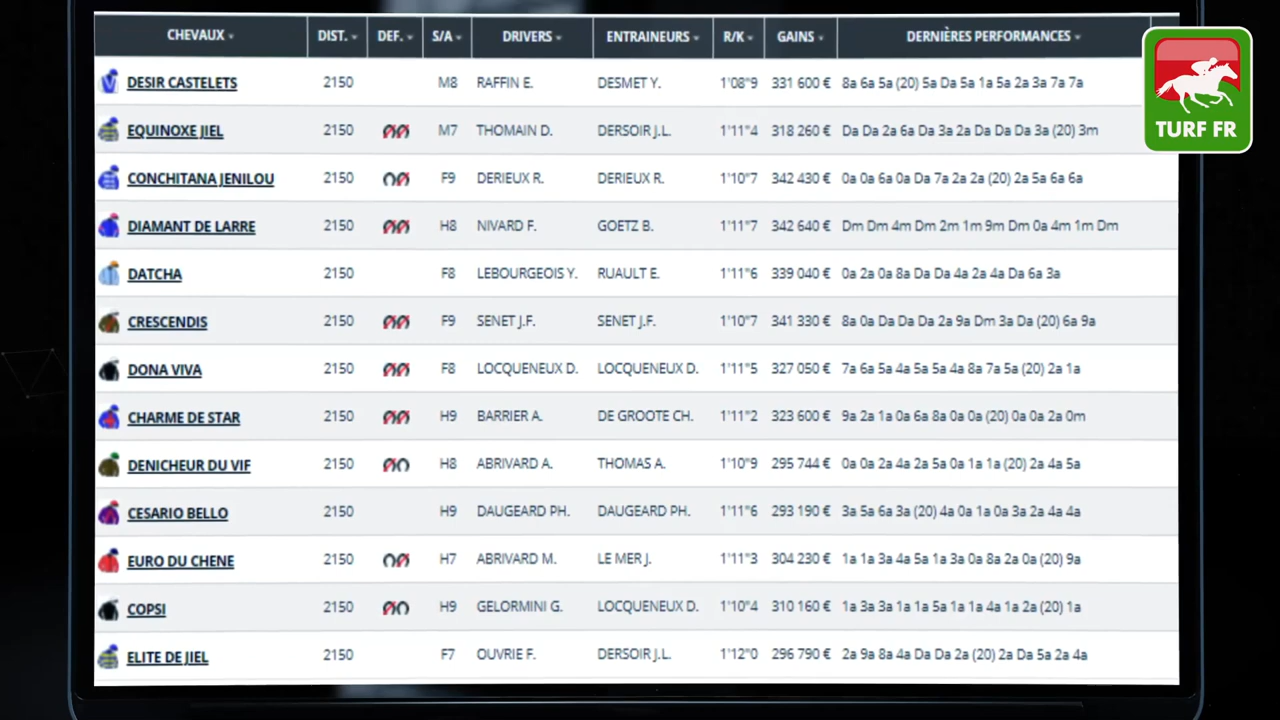 CHEVAUX DIST. DEF. S/A DRIVERS ENTRAINEURS R/K GAINS DERNIÈRES PERFORMANCES
TURF FR
DESIR CASTELETS 2150 M8 RAFFIN E. DESMET Y. 1'08"9 331 600 € 8a 6a 5a (20) 5a Da 5a 1a 5a 2a 3a 7a 7a
EQUINOXE JIEL 2150 M7 THOMAIN D. DERSOIR J.L. 1'11"4 318 260 € Da Da 2a 6a Da 3a 2a Da Da Da 3a (20) 3m
CONCHITANA JENILOU 2150 F9 DERIEUX R. DERIEUX R. 1'10"7 342 430 € 0a 0a 6a 0a Da 7a 2a 2a (20) 2a 5a 6a 6a
DIAMANT DE LARRE 2150 H8 NIVARD F. GOETZ B. 1'11"7 342 640 € Dm Dm 4m Dm 2m 1m 9m Dm 0a 4m 1m Dm
DATCHA 2150 F8 LEBOURGEOIS Y. RUAULT E. 1'11"6 339 040 € 0a 2a 0a 8a Da Da 4a 2a 4a Da 6a 3a
CRESCENDIS 2150 F9 SENET J.F. SENET J.F. 1'10"7 341 330 € 8a 0a Da Da Da 2a 9a Dm 3a Da (20) 6a 9a
DONA VIVA 2150 F8 LOCQUENEUX D. LOCQUENEUX D. 1'11"5 327 050 € 7a 6a 5a 4a 5a 5a 4a 8a 7a 5a (20) 2a 1a
CHARME DE STAR 2150 H9 BARRIER A. DE GROOTE CH. 1'11"2 323 600 € 9a 2a 1a 0a 6a 8a 0a 0a (20) 0a 0a 2a 0m
DENICHEUR DU VIF 2150 H8 ABRIVARD A. THOMAS A. 1'10"9 295 744 € 0a 0a 2a 4a 2a 5a 0a 1a 1a (20) 2a 4a 5a
CESARIO BELLO 2150 H9 DAUGEARD PH. DAUGEARD PH. 1'11"6 293 190 € 3a 5a 6a 3a (20) 4a 0a 1a 0a 3a 2a 4a 4a
EURO DU CHENE 2150 H7 ABRIVARD M. LE MER J. 1'11"3 304 230 € 1a 1a 3a 4a 5a 1a 3a 0a 8a 2a 0a (20) 9a
COPSI 2150 H9 GELORMINI G. LOCQUENEUX D. 1'10"4 310 160 € 1a 3a 3a 1a 1a 5a 1a 1a 4a 1a 2a (20) 1a
ELITE DE JIEL 2150 F7 OUVRIE F. DERSOIR J.L. 1'12"0 296 790 € 2a 9a 8a 4a Da Da 2a (20) 2a Da 5a 2a 4a